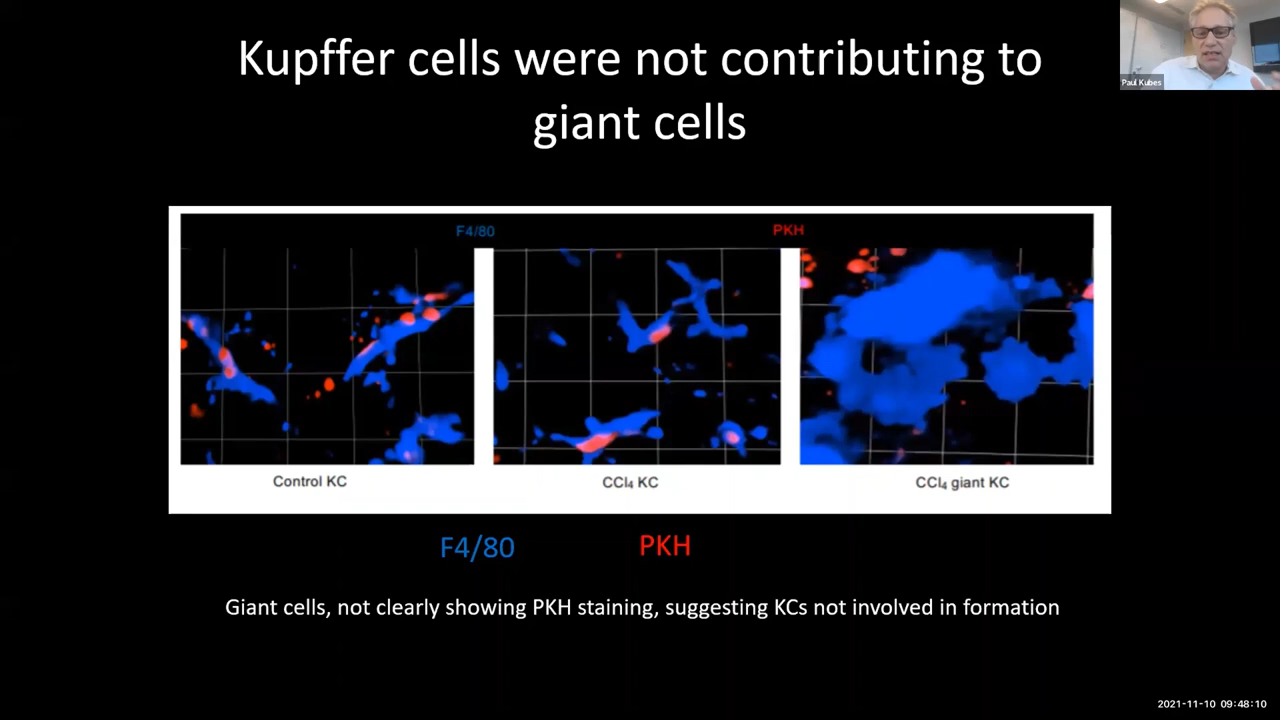 Kupffer cells were not contributing to
giant cells
Paul Kubes
F4/80 PKH
Control KC CCl₄ KC CCl₄ giant KC
F4/80 PKH
Giant cells, not clearly showing PKH staining, suggesting KCs not involved in formation
2021-11-10 09:48:10